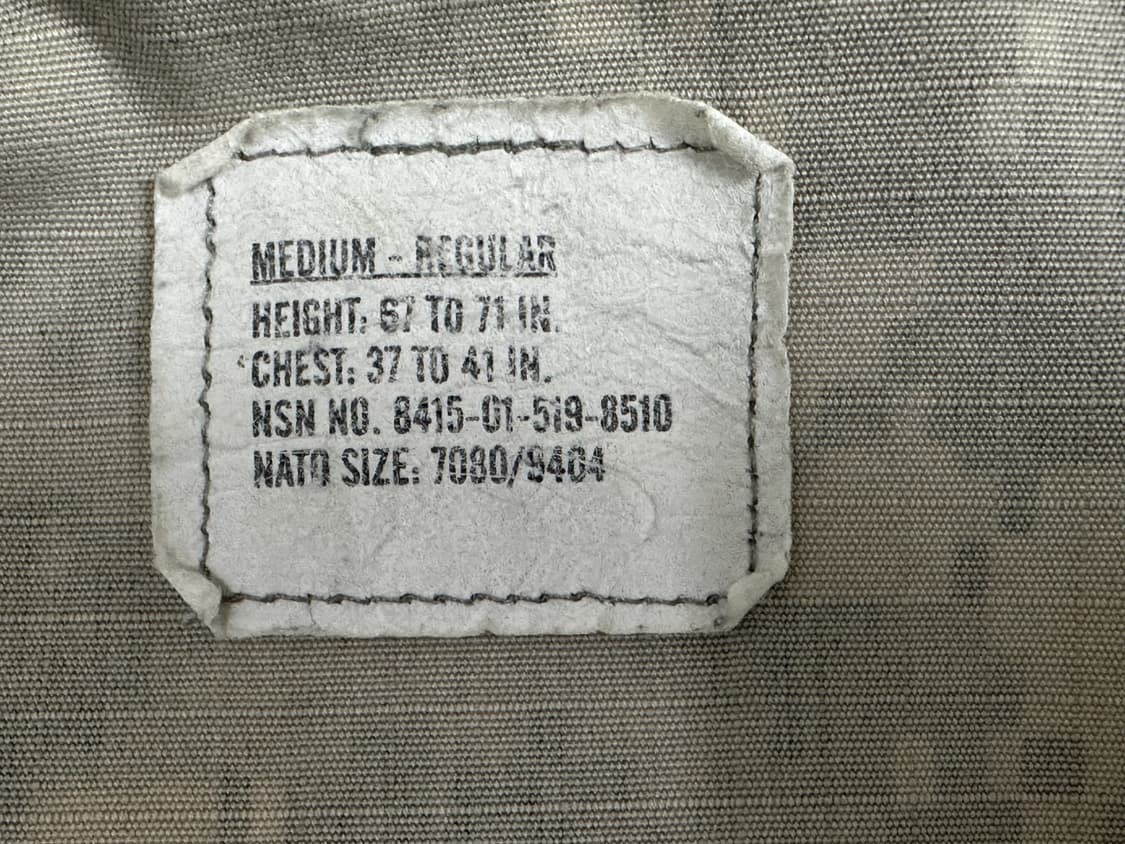 MEDIUM - REGULAR
HEIGHT: 67 TO 71 IN.
CHEST: 37 TO 41 IN.
NSN NO. 8415-01-519-8510
NATO SIZE: 7080/9404